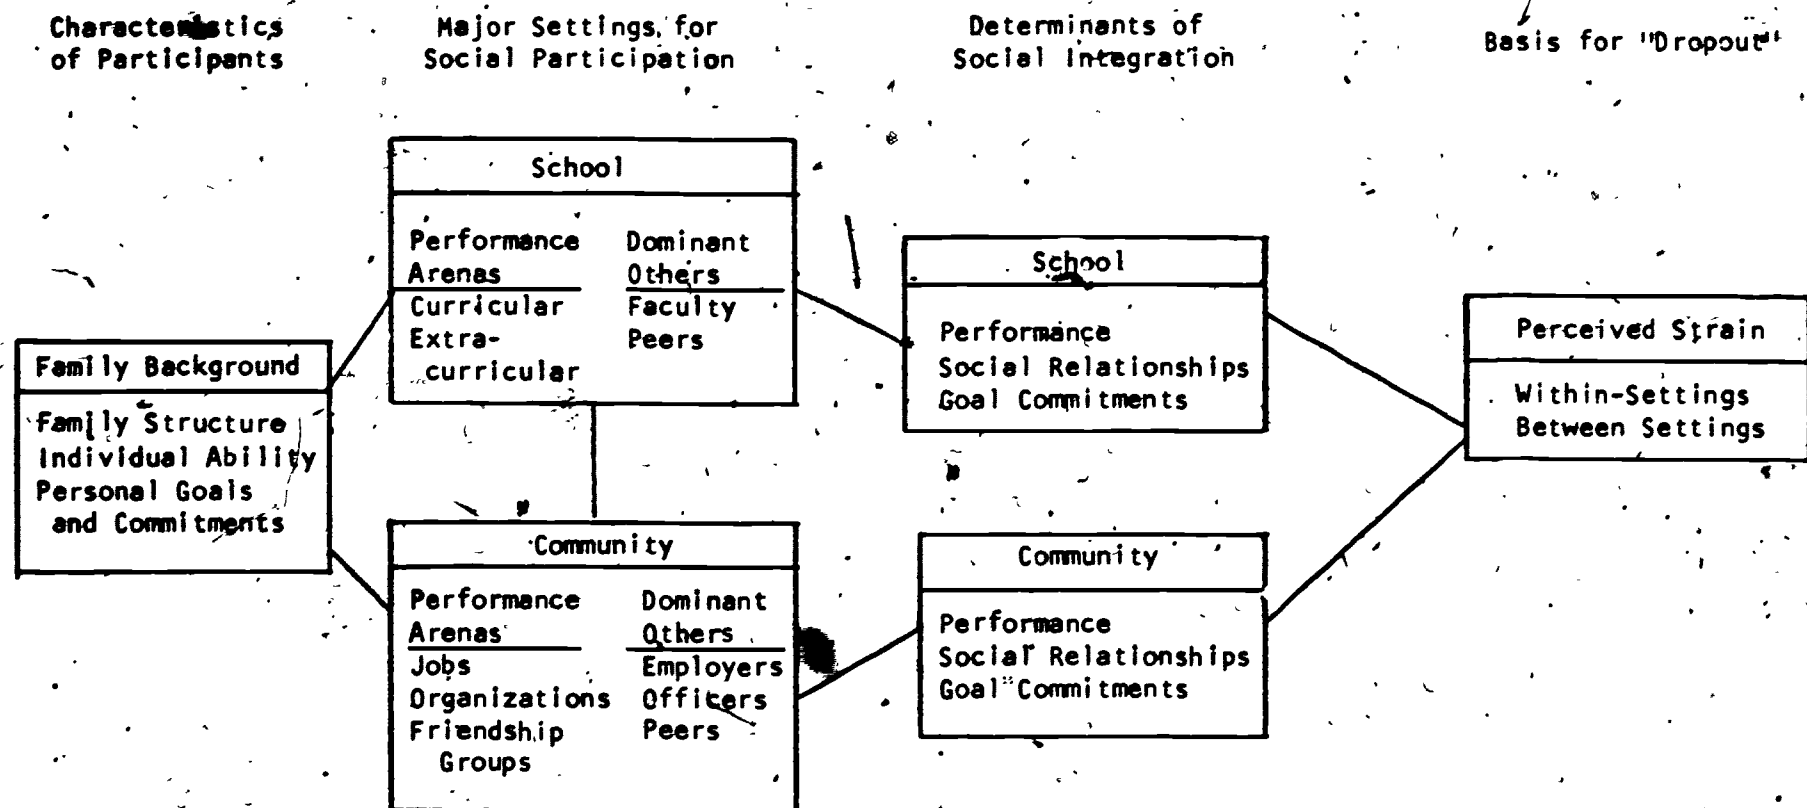 Characteristics
of Participants
Major Settings for
Social Participation
Determinants of
Social Integration
Basis for "Dropout"
School
Performance
Arenas
Curricular
Extra-
curricular
Dominant
Others
Faculty
Peers
Family Background
Family Structure
Individual Ability
Personal Goals
and Commitments
Community
Performance
Arenas
Jobs
Organizations
Friendship
Groups
Dominant
Others
Employers
Officers
Peers
School
Performance
Social Relationships
Goal Commitments
Community
Performance
Social Relationships
Goal Commitments
Perceived Strain
Within-Settings
Between Settings